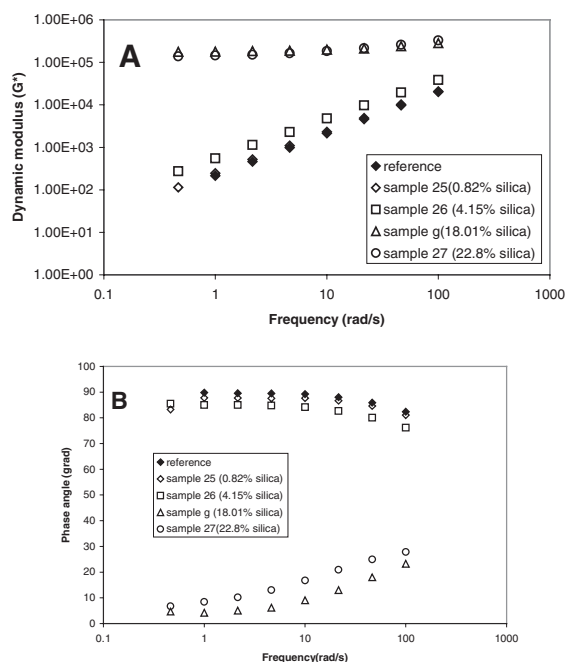 A
Dynamic modulus (G*)
1.00E+06
1.00E+05
1.00E+04
1.00E+03
1.00E+02
1.00E+01
1.00E+00
reference
sample 25(0.82% silica)
sample 26 (4.15% silica)
sample g(18.01% silica)
sample 27 (22.8% silica)
0.1 1 10 100 1000
Frequency (rad/s)
B
Phase angle (grad)
100
90
80
70
60
50
40
30
20
10
0
reference
sample 25 (0.82% silica)
sample 26 (4.15% silica)
sample g (18.01% silica)
sample 27(22.8% silica)
0.1 1 10 100 1000
Frequency(rad/s)